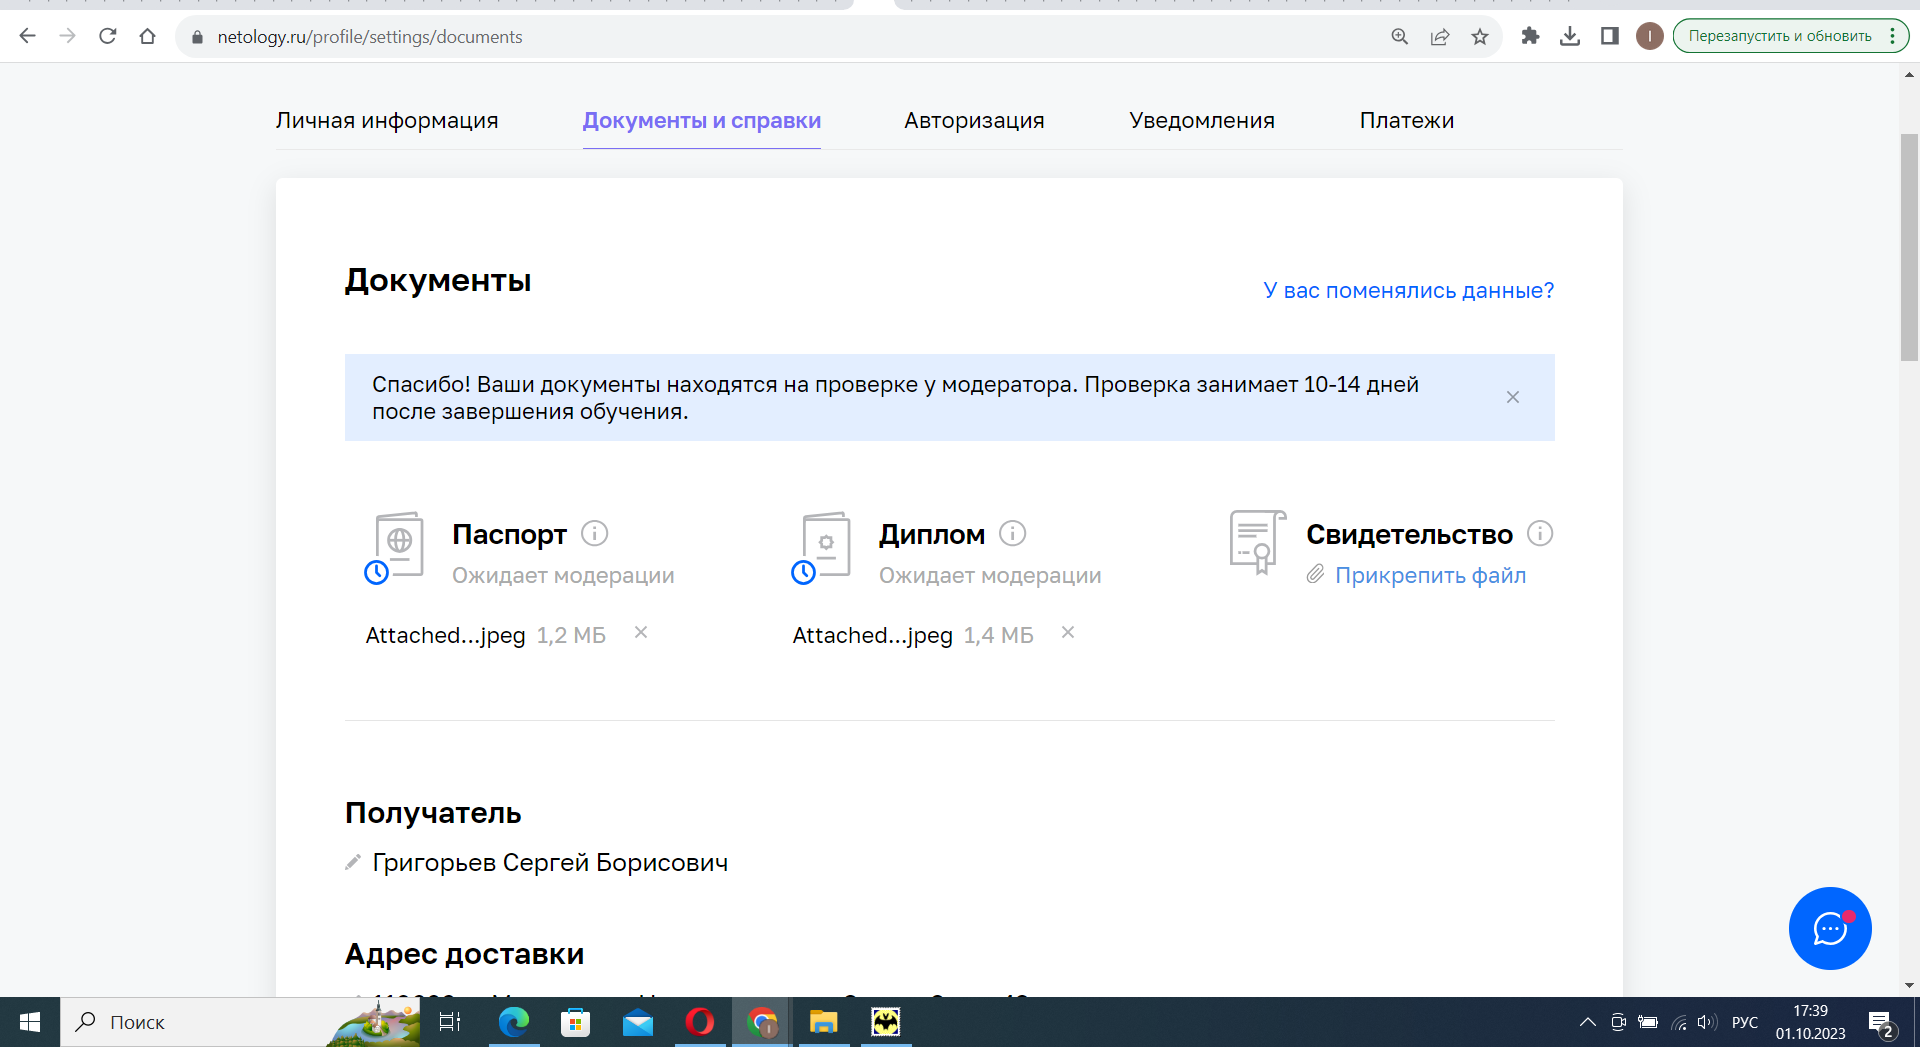 netology.ru/profile/settings/documents
Перезапустить и обновить
Личная информация Документы и справки Авторизация Уведомления Платежи
Документы
У вас поменялись данные?
Спасибо! Ваши документы находятся на проверке у модератора. Проверка занимает 10-14 дней
после завершения обучения.
Паспорт Диплом Свидетельство
Ожидает модерации Ожидает модерации Прикрепить файл
Attached...jpeg 1,2 МБ Attached...jpeg 1,4 МБ
Получатель
Григорьев Сергей Борисович
Адрес доставки
Поиск
РУС
17:39
01.10.2023
2